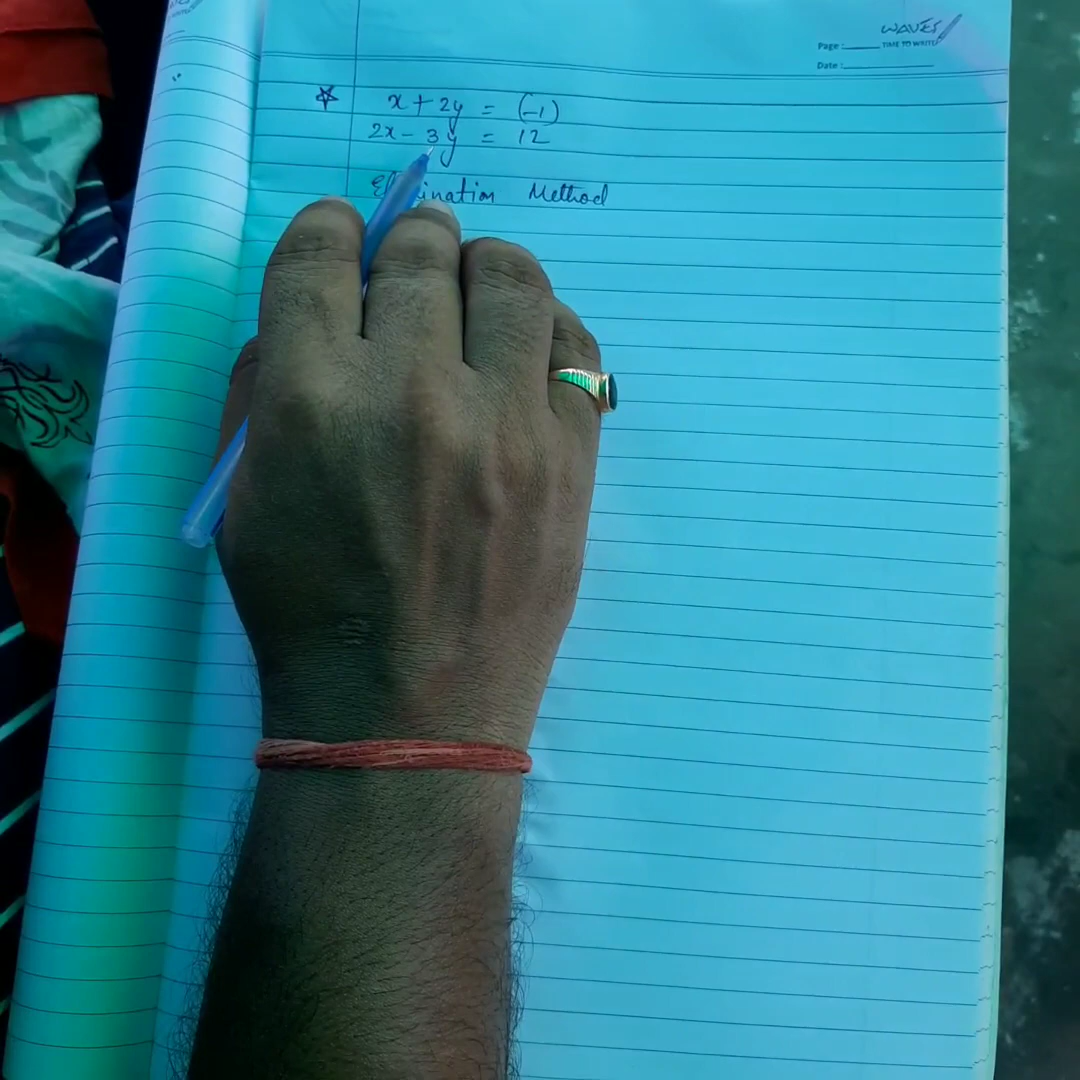 WAVES
Page : TIME TO WRITE
Date :
x + 2y = (-1)
2x - 3y = 12
Method